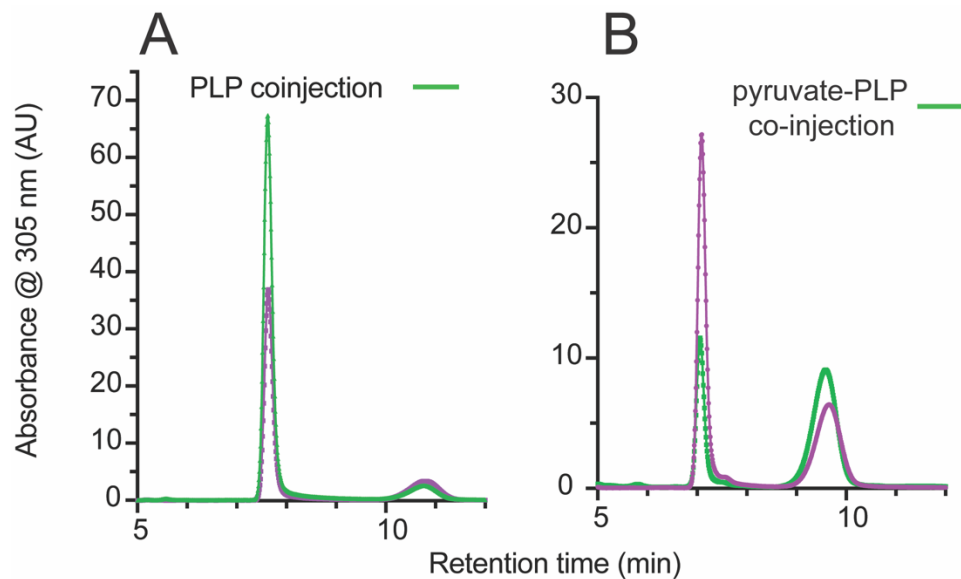 A
B
PLP coinjection
pyruvate-PLP
co-injection
Absorbance @ 305 nm (AU)
70
60
50
40
30
20
10
0
5
10
30
20
10
0
5
10
Retention time (min)